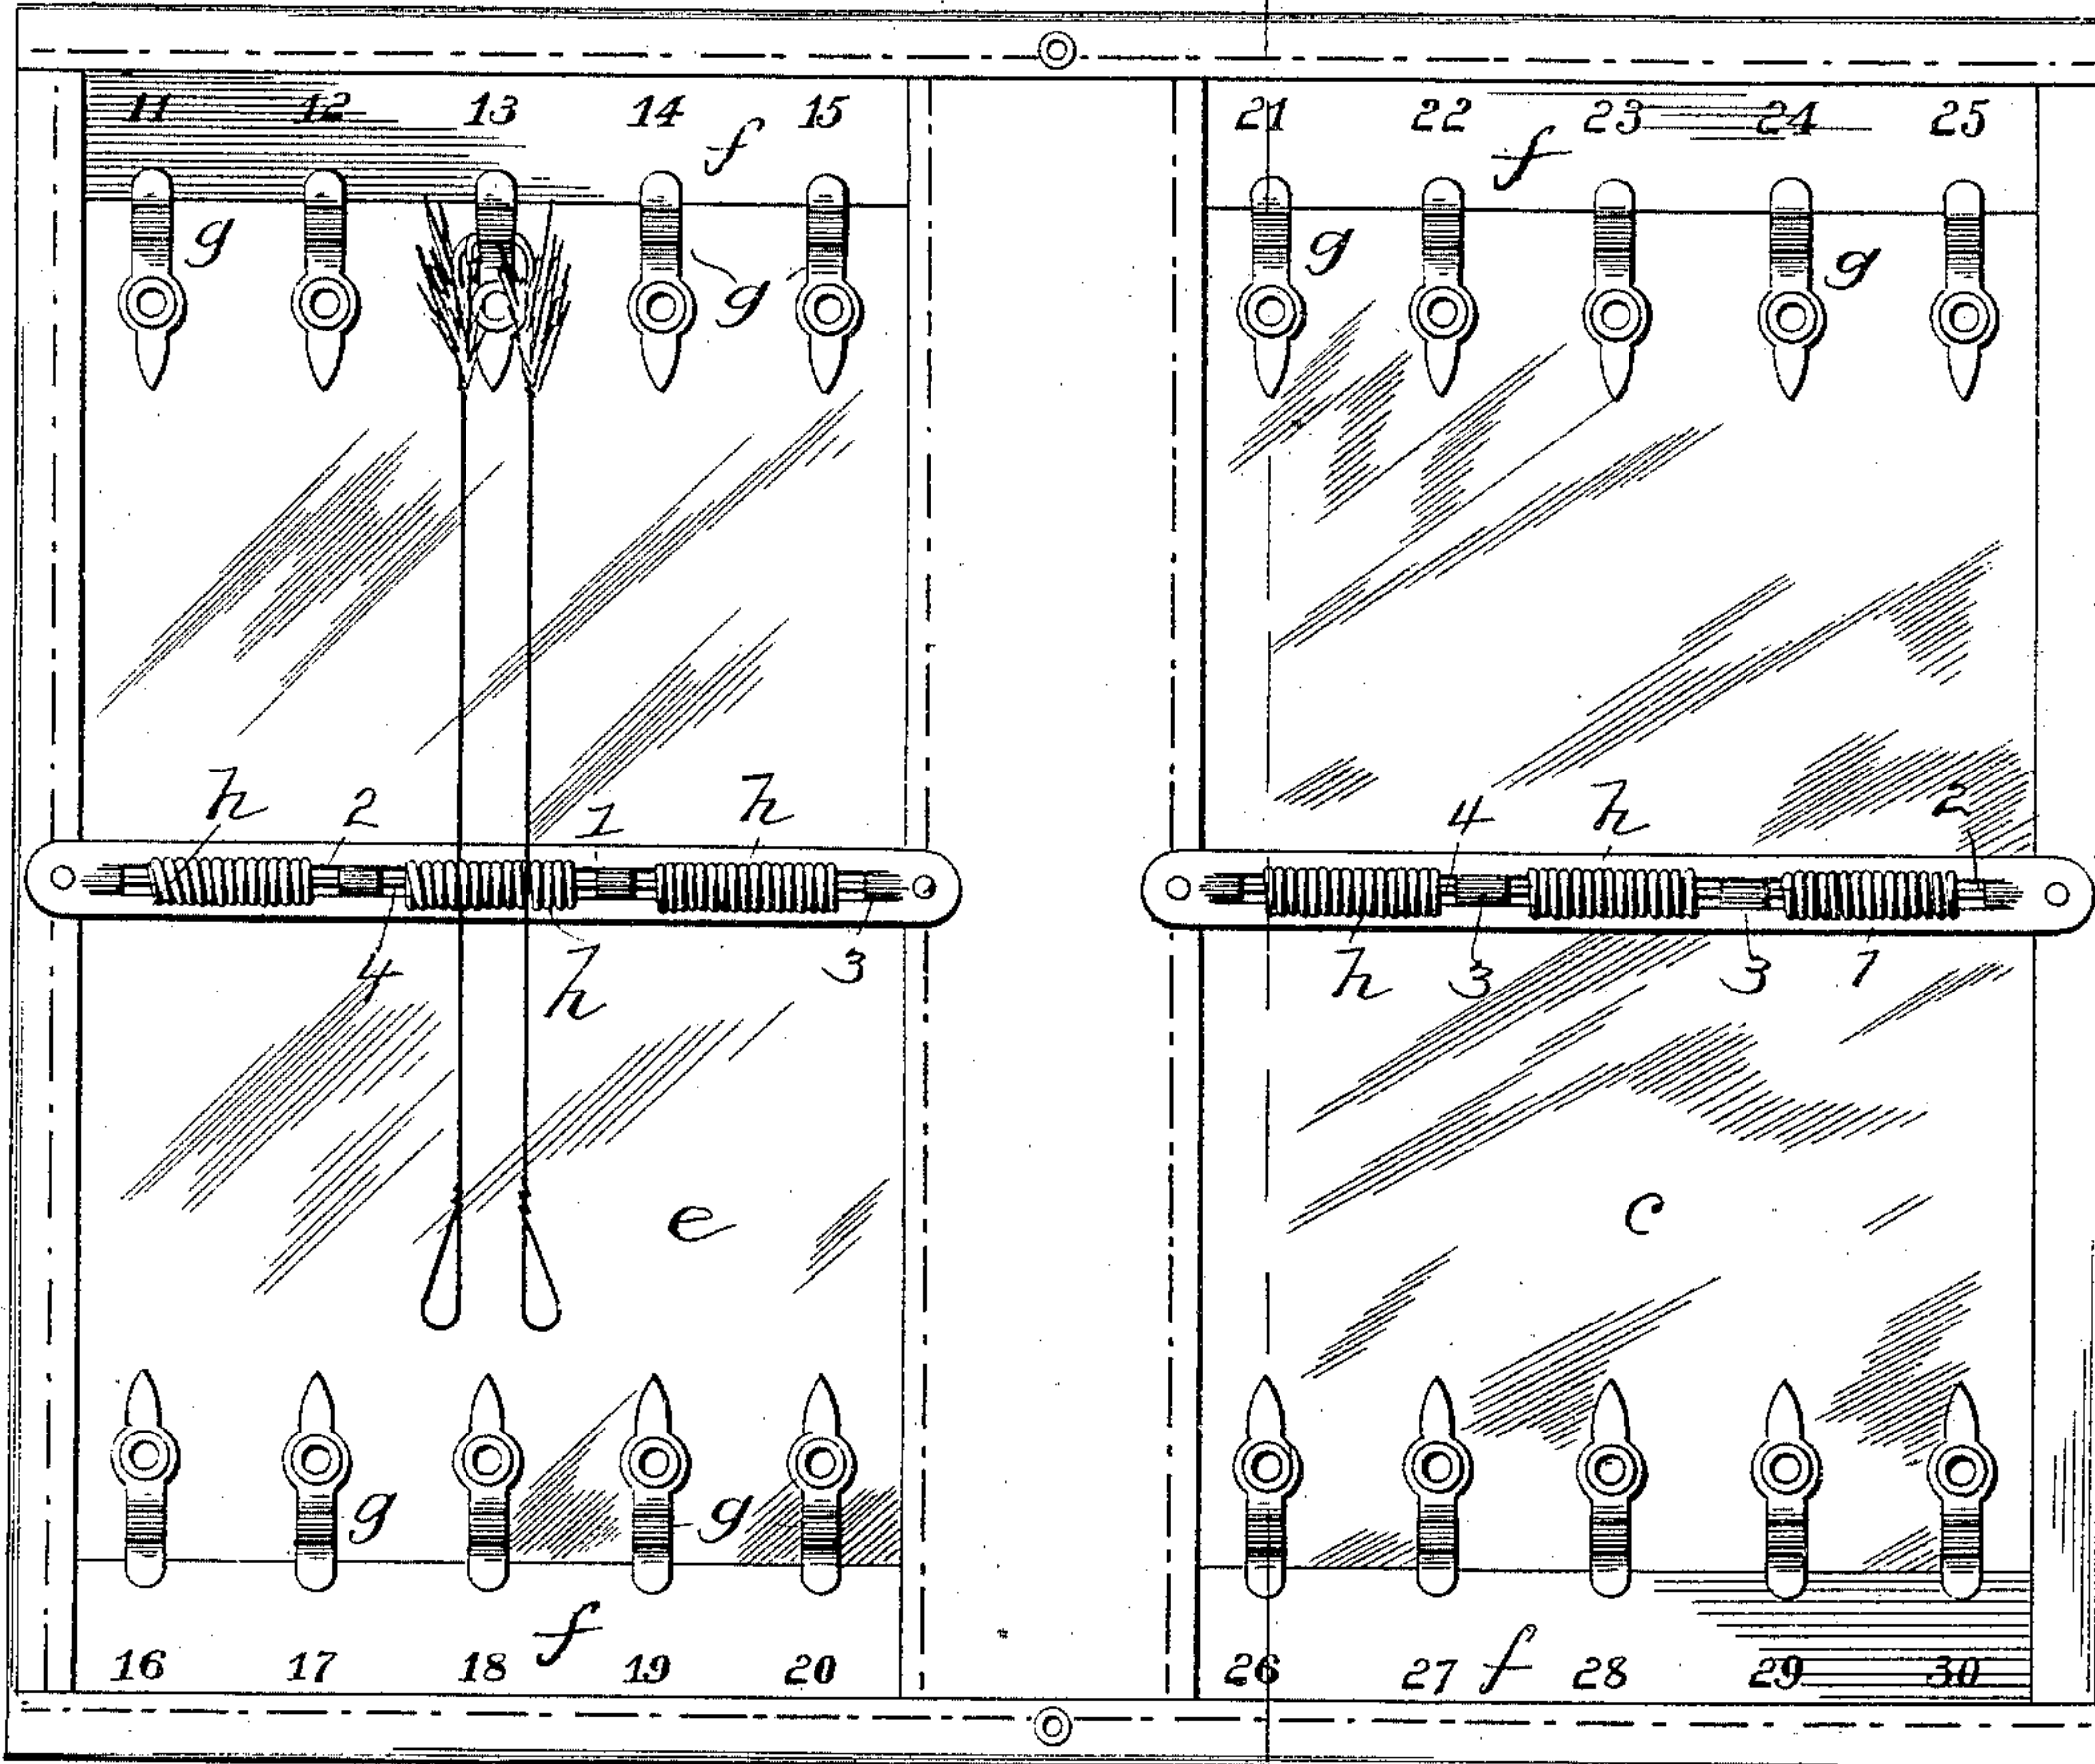 11 12 13 14 15 21 22 23 24 25
f f
g g g g
h 2 1 h 4 h 2
4 h 3 h 3 3 1
e c
g g
f f
16 17 18 19 20 26 27 28 29 30